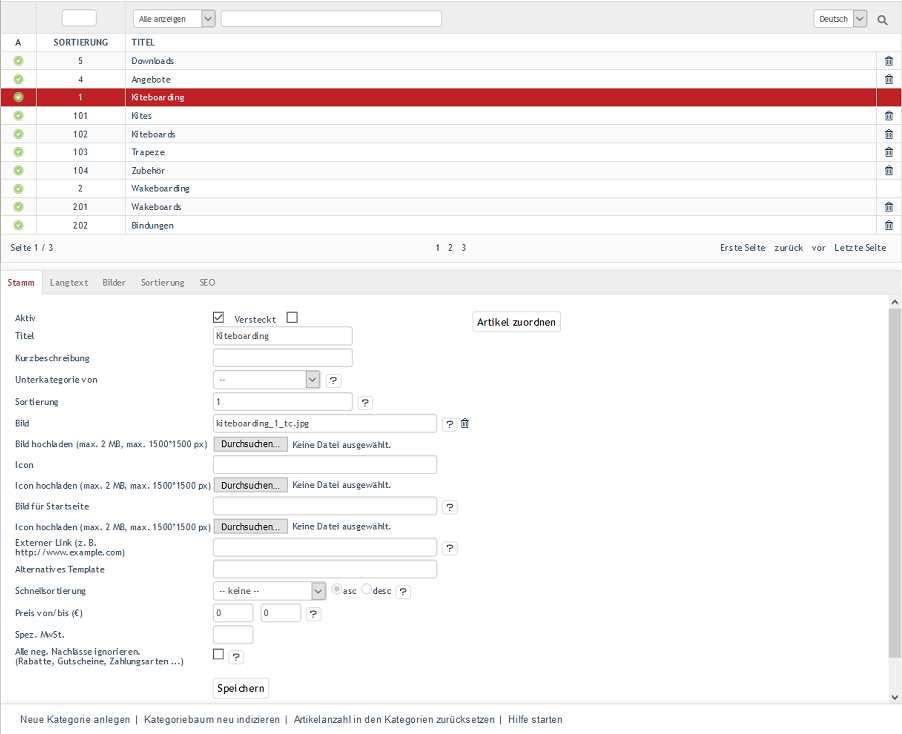 Alle anzeigen Deutsch
A SORTIERUNG TITEL
5 Downloads
4 Angebote
1 Kiteboarding
101 Kites
102 Kiteboards
103 Trapeze
104 Zubehör
2 Wakeboarding
201 Wakeboards
202 Bindungen
Seite 1 / 3 1 2 3 Erste Seite zurück vor Letzte Seite
Stamm Langtext Bilder Sortierung SEO
Aktiv Versteckt Artikel zuordnen
Titel Kiteboarding
Kurzbeschreibung
Unterkategorie von -- ?
Sortierung 1 ?
Bild kiteboarding_1_tc.jpg ?
Bild hochladen (max. 2 MB, max. 1500*1500 px) Durchsuchen... Keine Datei ausgewählt.
Icon
Icon hochladen (max. 2 MB, max. 1500*1500 px) Durchsuchen... Keine Datei ausgewählt.
Bild für Startseite ?
Icon hochladen (max. 2 MB, max. 1500*1500 px) Durchsuchen... Keine Datei ausgewählt.
Externer Link (z. B.
http://www.example.com) ?
Alternatives Template
Schnellsortierung -- keine -- asc desc ?
Preis von/bis (€) 0 0 ?
Spez. MwSt.
Alle neg. Nachlässe ignorieren.
(Rabatte, Gutscheine, Zahlungsarten ...) ?
Speichern
Neue Kategorie anlegen | Kategoriebaum neu indizieren | Artikelanzahl in den Kategorien zurücksetzen | Hilfe starten